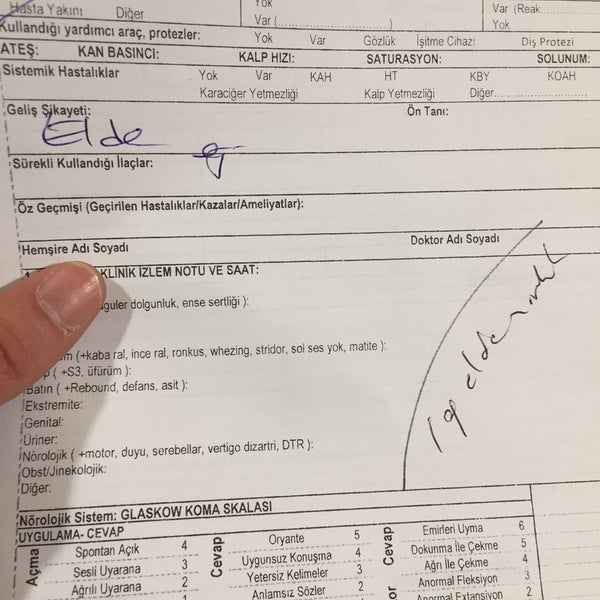 Hasta Yakını Diğer
Yok
Var (
)
Var (Reak:
Yok
Kullandığı yardımcı araç, protezler: Yok Var Gözlük İşitme Cihazı: Diş Protezi
ATEŞ: KAN BASINCI: KALP HIZI: SATURASYON: SOLUNUM:
Sistemik Hastalıklar Yok Var KAH HT KBY KOAH
Karaciğer Yetmezliği Kalp Yetmezliği Diğer
Geliş Şikayeti: Ön Tanı:
Elde
Sürekli Kullandığı İlaçlar:
Öz Geçmişi (Geçirilen Hastalıklar/Kazalar/Ameliyatlar):
Hemşire Adı Soyadı Doktor Adı Soyadı
KLİNİK İZLEM NOTU VE SAAT:
guler dolgunluk, ense sertliği ):
m (+kaba ral, ince ral, ronkus, whezing, stridor, sol ses yok, matite ):
p ( +S3, üfürüm ):
Batın ( +Rebound, defans, asit ):
Ekstremite:
Genital:
Üriner:
Nörolojik ( +motor, duyu, serebellar, vertigo dizartri, DTR ):
Obst/Jinekolojik:
Diğer:
Nörolojik Sistem: GLASKOW KOMA SKALASI
UYGULAMA- CEVAP
Açma
Spontan Açık 4
Sesli Uyarana 3
Ağrılı Uyarana 2
1
Cevap
Oryante 5
Uygunsuz Konuşma 4
Yetersiz Kelimeler 3
Anlamsız Sözler 2
or Cevap
Emirleri Uyma 6
Dokunma İle Çekme 5
Ağrı İle Çekme 4
Anormal Fleksiyon 3
Anormal Extansiyon 2